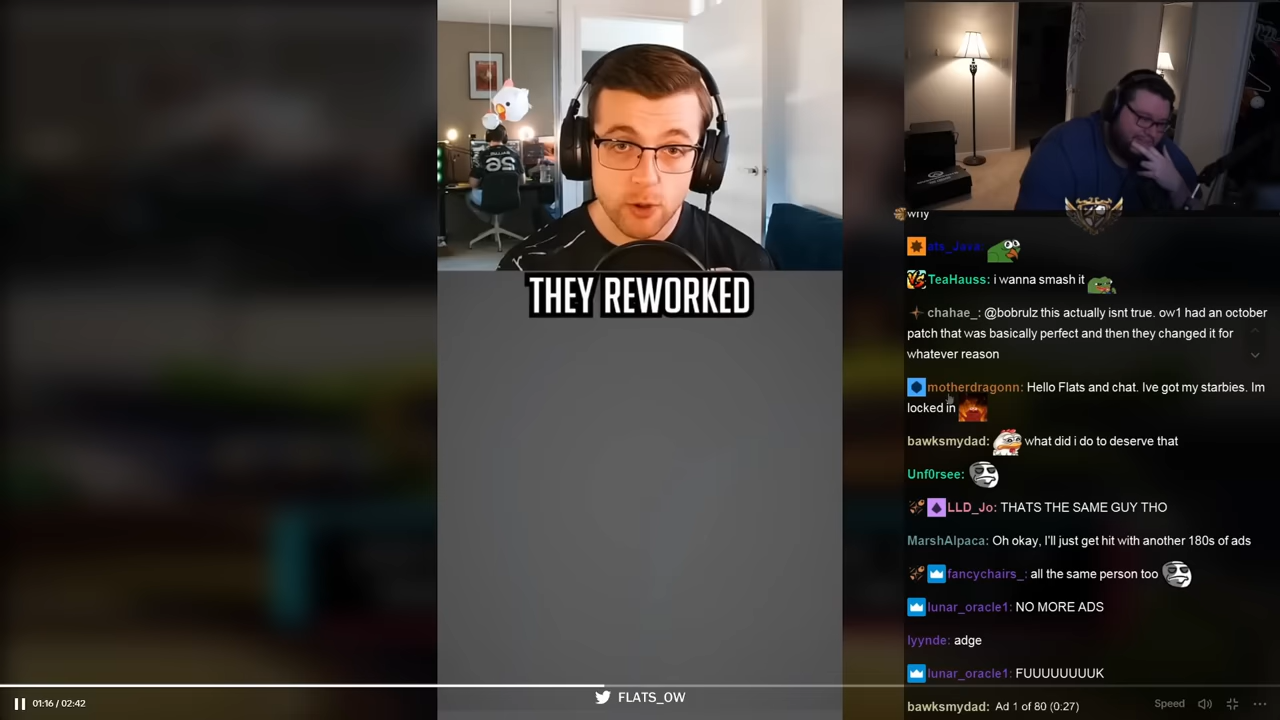 THEY REWORKED
FLATS_OW
01:16 / 02:42
why
ats_Java
TeaHauss: i wanna smash it
chahae_: @bobrulz this actually isnt true. ow1 had an october
patch that was basically perfect and then they changed it for
whatever reason
motherdragonn: Hello Flats and chat. Ive got my starbies. Im
locked in
bawksmydad: what did i do to deserve that
Unf0rsee:
LLD_Jo: THATS THE SAME GUY THO
MarshAlpaca: Oh okay, I'll just get hit with another 180s of ads
fancychairs_: all the same person too
lunar_oracle1: NO MORE ADS
lyynde: adge
lunar_oracle1: FUUUUUUUUK
bawksmydad: Ad 1 of 80 (0:27)
Speed